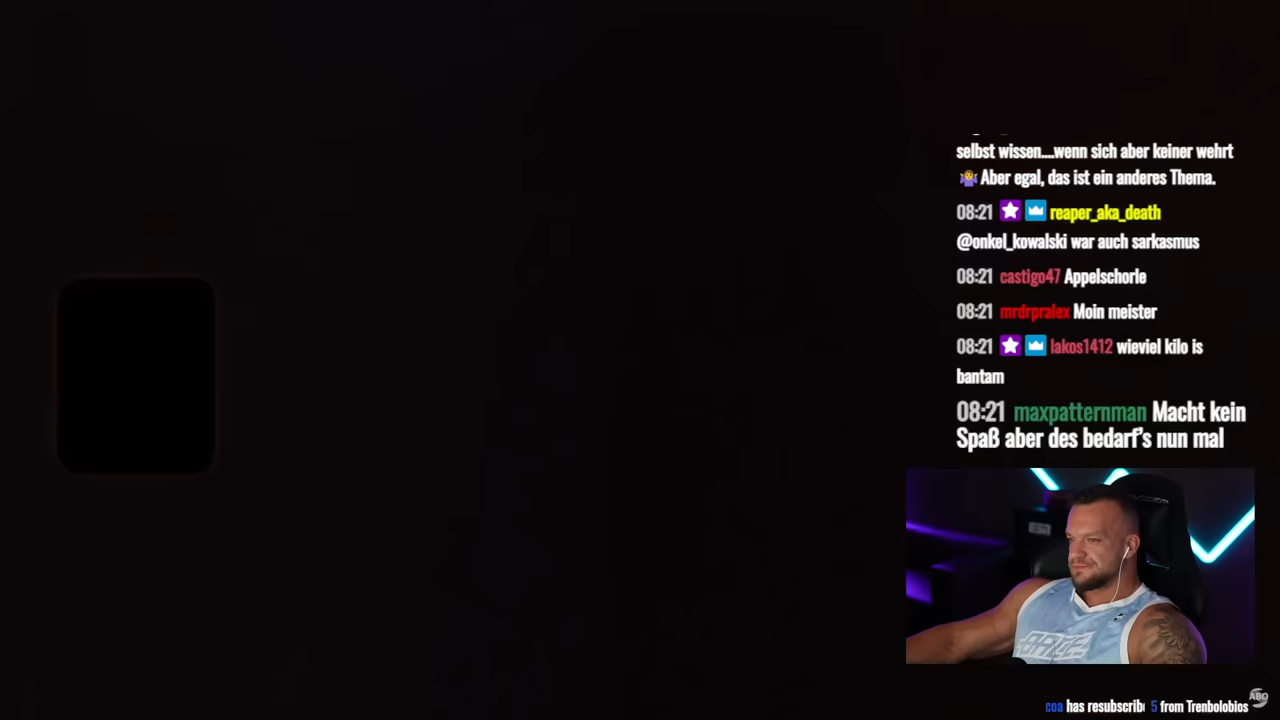 selbst wissen....wenn sich aber keiner wehrt
🤷‍♀️ Aber egal, das ist ein anderes Thema.
08:21 reaper_aka_death
@onkel_kowalski war auch sarkasmus
08:21 castigo47 Appelschorle
08:21 mrdrpralex Moin meister
08:21 lakos1412 wieviel kilo is
bantam
08:21 maxpatternman Macht kein
Spaß aber des bedarf's nun mal
coa has resubscrib 5 from Trenbolobios
ABO